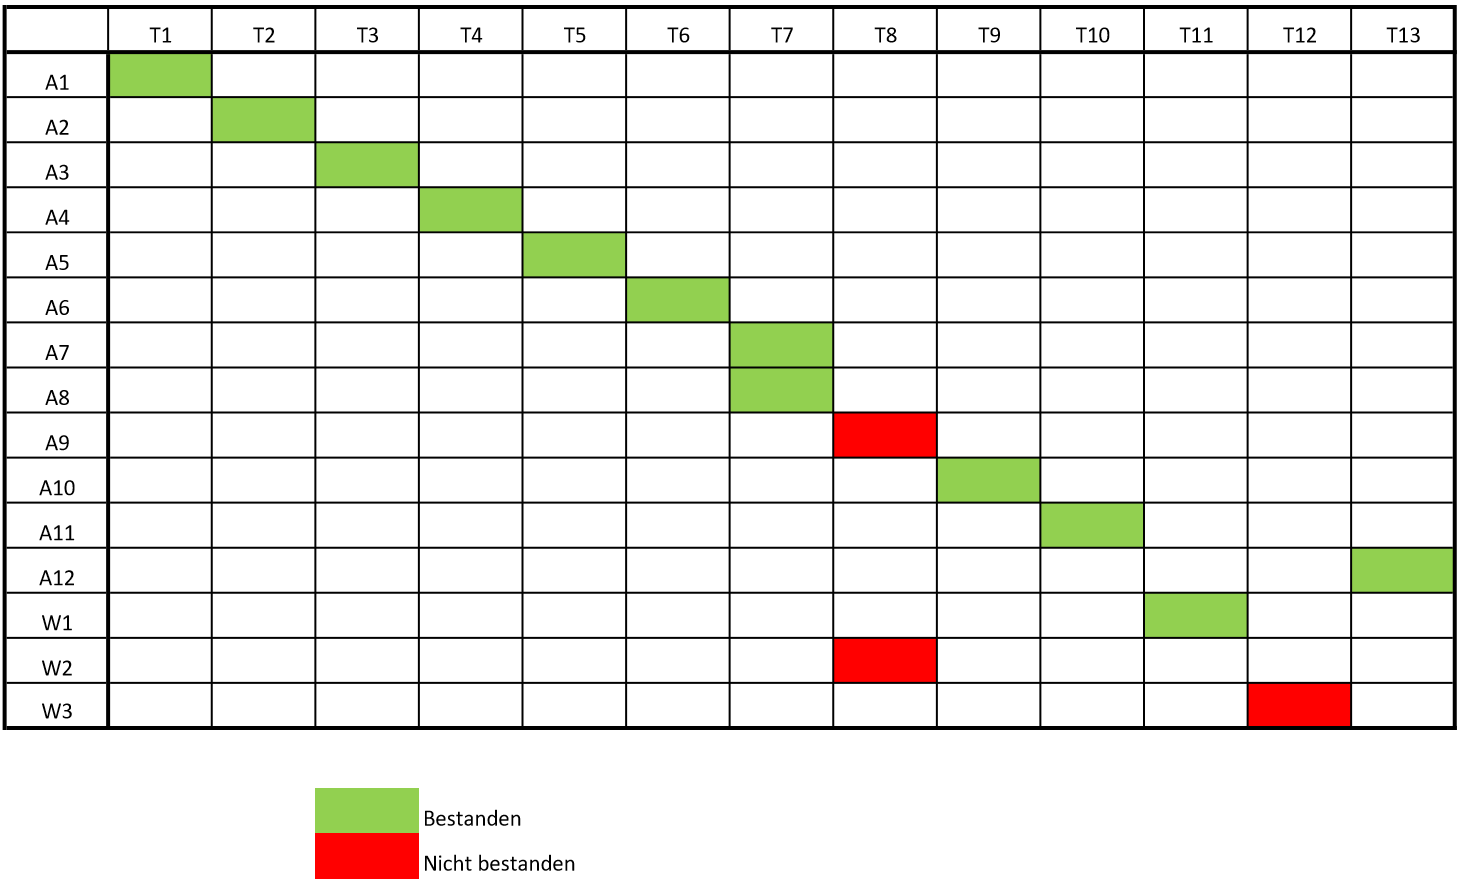 T1 T2 T3 T4 T5 T6 T7 T8 T9 T10 T11 T12 T13
A1
A2
A3
A4
A5
A6
A7
A8
A9
A10
A11
A12
W1
W2
W3
Bestanden
Nicht bestanden